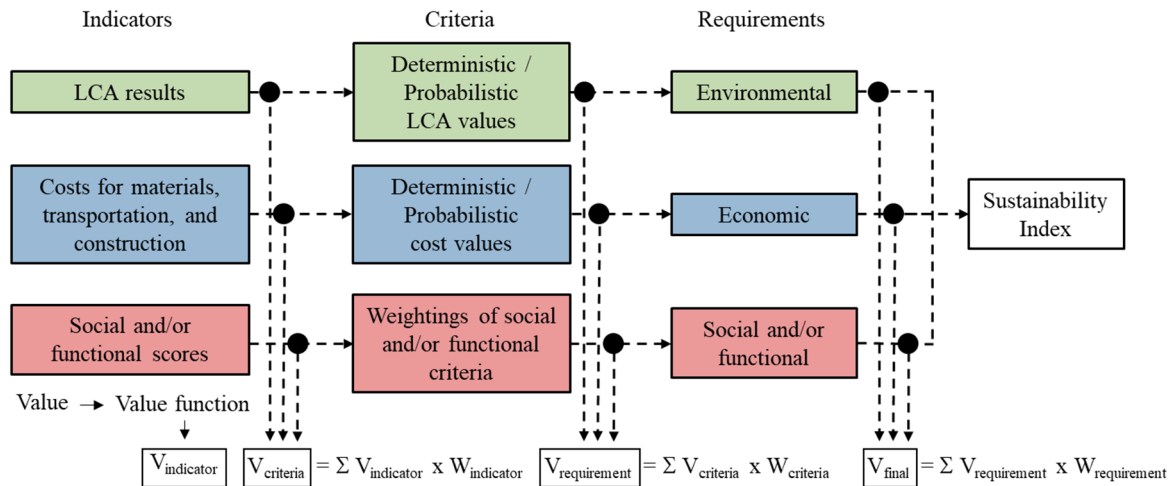 Indicators
Criteria
Requirements
LCA results
Deterministic /
Probabilistic
LCA values
Environmental
Costs for materials,
transportation, and
construction
Deterministic /
Probabilistic
cost values
Economic
Sustainability
Index
Social and/or
functional scores
Weightings of social
and/or functional
criteria
Social and/or
functional
Value → Value function
Vindicator
Vcriteria = Σ Vindicator x Windicator
Vrequirement = Σ Vcriteria x Wcriteria
Vfinal = Σ Vrequirement x Wrequirement